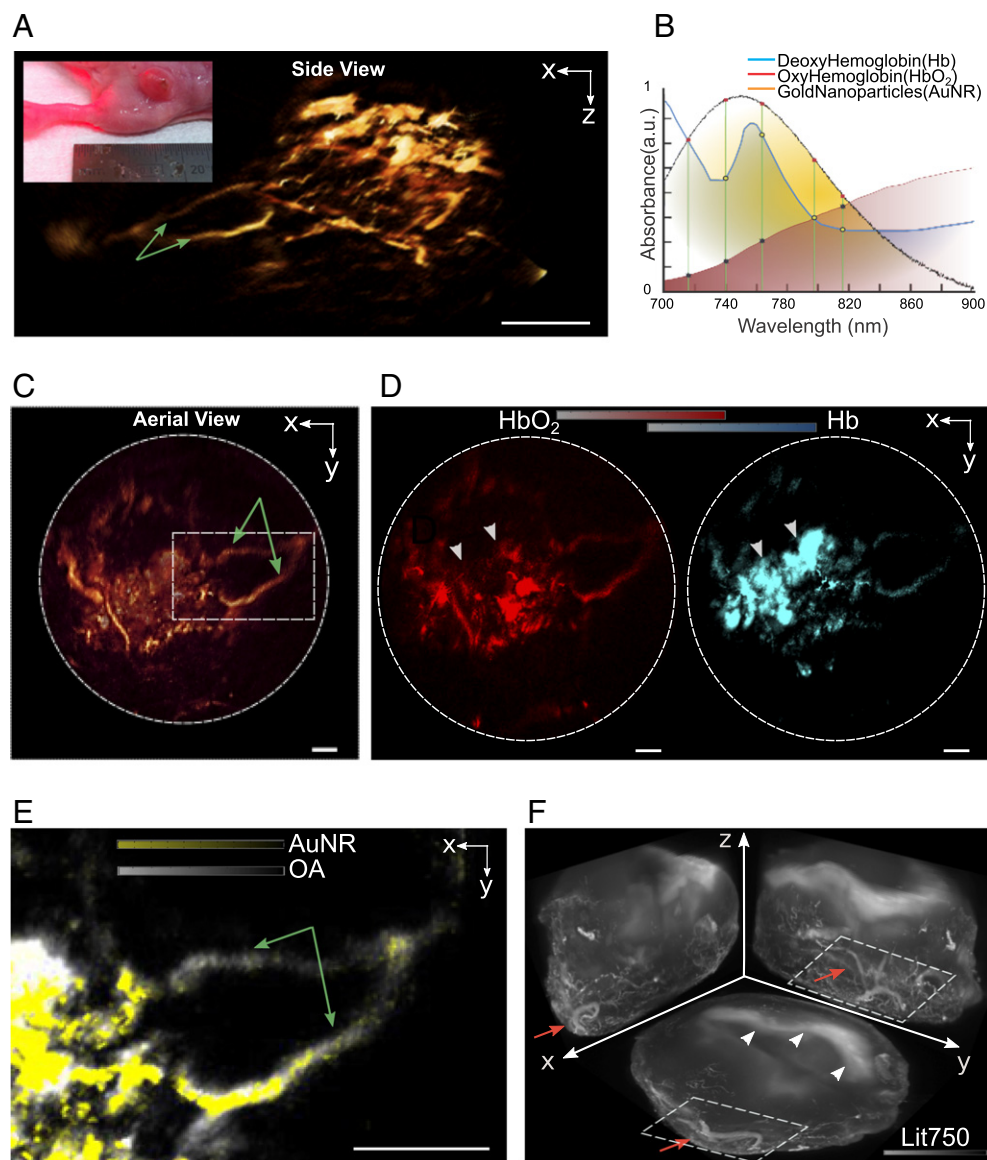 A
Side View
x
z
B
DeoxyHemoglobin(Hb)
OxyHemoglobin(HbO₂)
GoldNanoparticles(AuNR)
1
Absorbance(a.u.)
0
700 740 780 820 860 900
Wavelength (nm)
C
Aerial View
x
y
D
HbO₂
Hb
x
y
D
E
AuNR
OA
x
y
F
z
x
y
Lit750